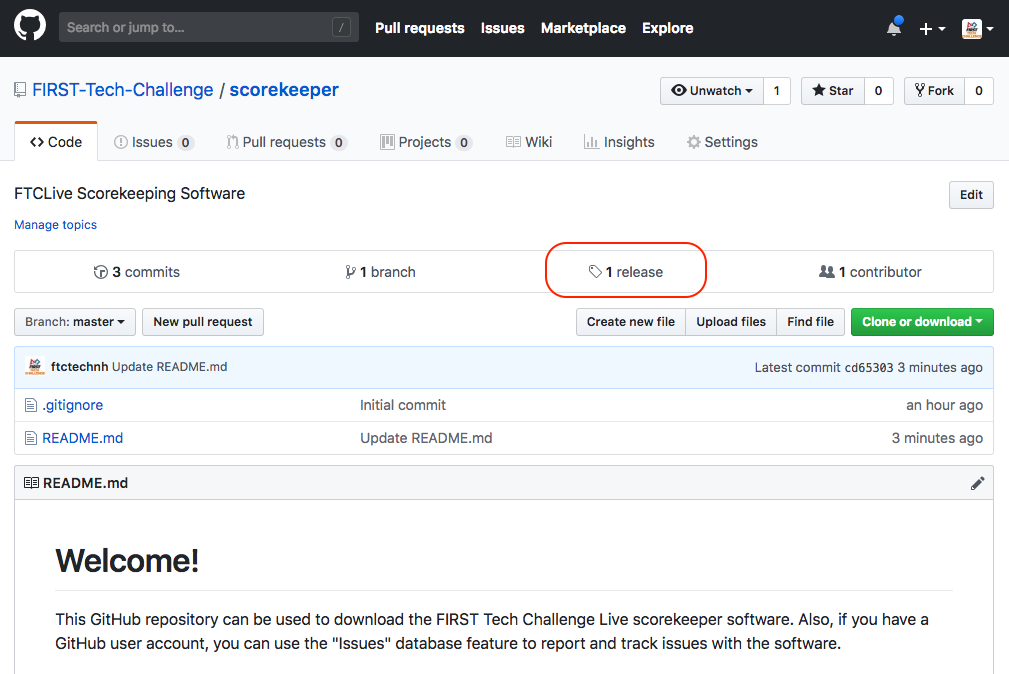 Search or jump to... / Pull requests Issues Marketplace Explore
FIRST-Tech-Challenge / scorekeeper Unwatch 1 Star 0 Fork 0
Code Issues 0 Pull requests 0 Projects 0 Wiki Insights Settings
FTCLive Scorekeeping Software Edit
Manage topics
3 commits 1 branch 1 release 1 contributor
Branch: master New pull request Create new file Upload files Find file Clone or download
ftctechnh Update README.md Latest commit cd65303 3 minutes ago
.gitignore Initial commit an hour ago
README.md Update README.md 3 minutes ago
README.md
Welcome!
This GitHub repository can be used to download the FIRST Tech Challenge Live scorekeeper software. Also, if you have a
GitHub user account, you can use the "Issues" database feature to report and track issues with the software.